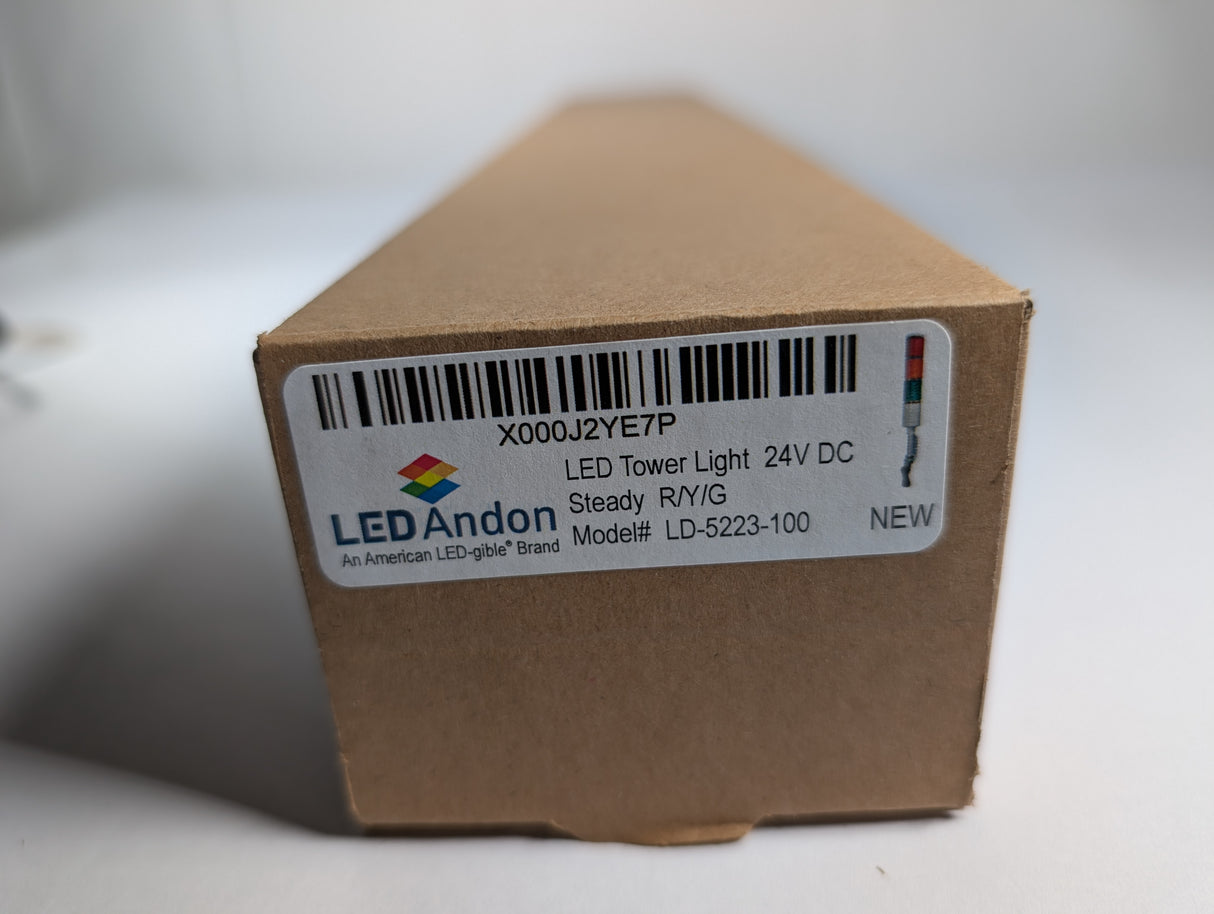 X000J2YE7P
LED Tower Light 24V DC
Steady R/Y/G
Model# LD-5223-100
LED Andon
An American LED-gible® Brand
NEW